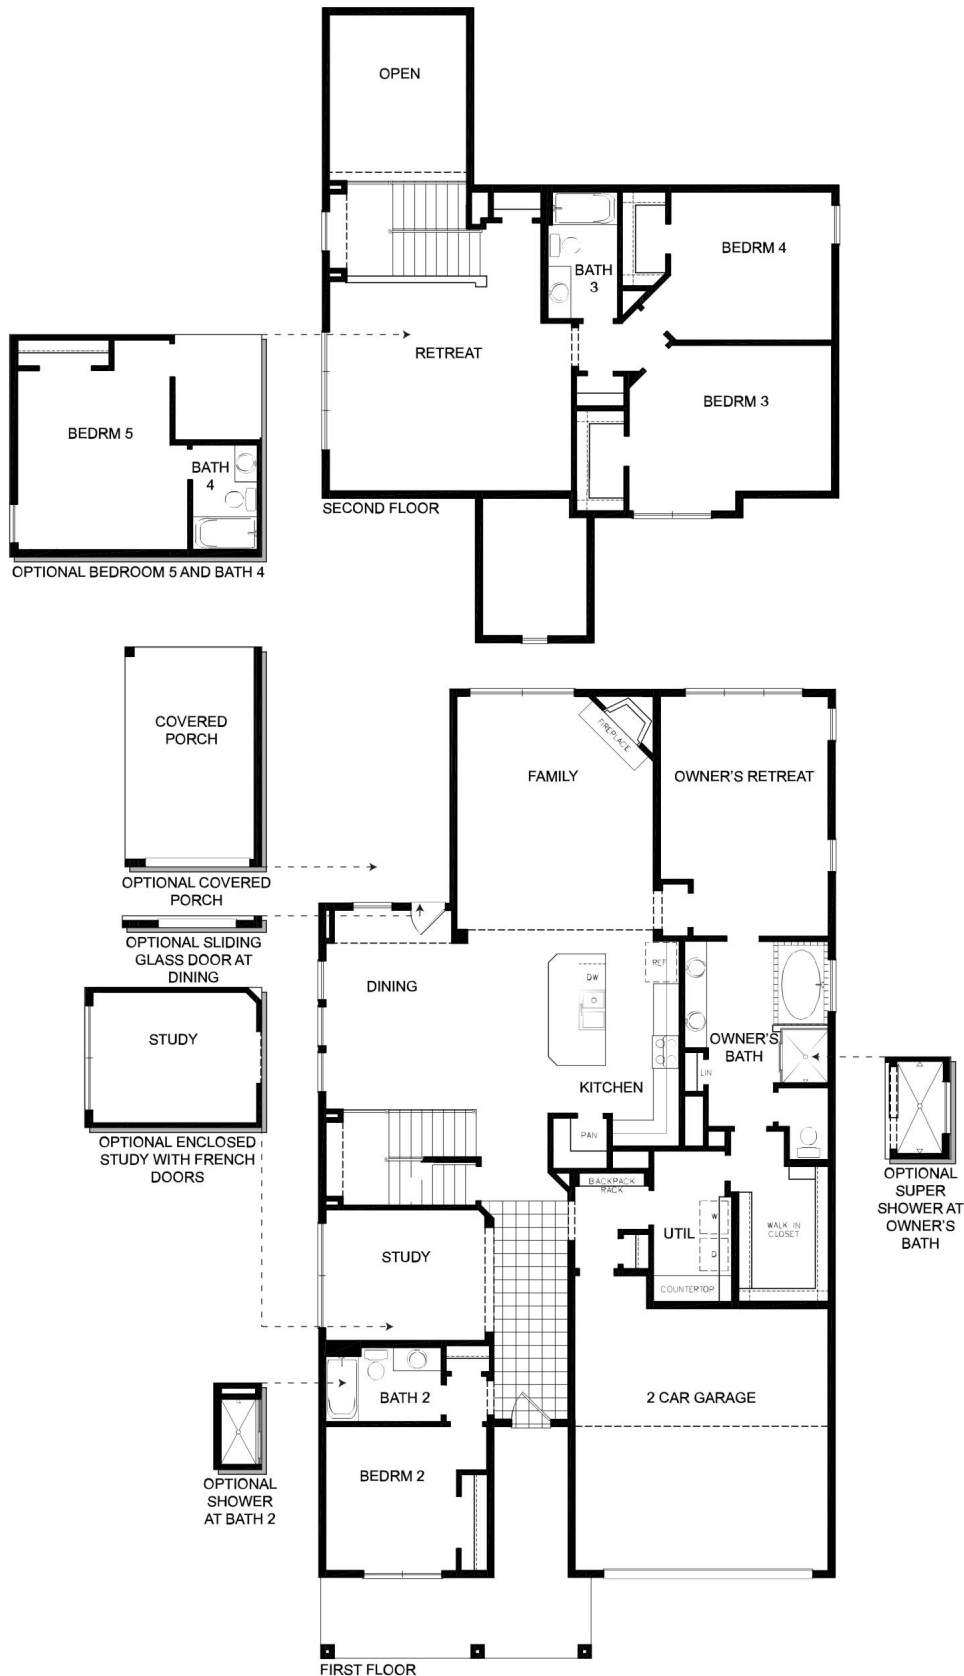 OPEN
BEDRM 4
BATH
3
RETREAT
BEDRM 3
BEDRM 5
BATH
4
SECOND FLOOR
OPTIONAL BEDROOM 5 AND BATH 4
COVERED
PORCH
FIREPLACE
FAMILY
OWNER'S RETREAT
OPTIONAL COVERED
PORCH
OPTIONAL SLIDING
GLASS DOOR AT
DINING
REF
DW
DINING
STUDY
OWNER'S
BATH
LIN
KITCHEN
PAN
OPTIONAL ENCLOSED
STUDY WITH FRENCH
DOORS
OPTIONAL
SUPER
SHOWER AT
OWNER'S
BATH
BACKPACK
RACK
W
UTIL
D
WALK IN
CLOSET
COUNTERTOP
STUDY
BATH 2
2 CAR GARAGE
BEDRM 2
OPTIONAL
SHOWER
AT BATH 2
FIRST FLOOR